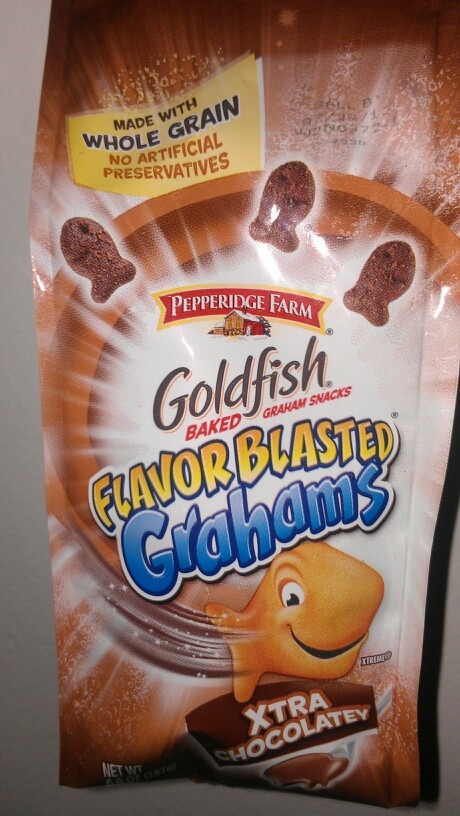 MADE WITH
WHOLE GRAIN
NO ARTIFICIAL
PRESERVATIVES
PEPPERIDGE FARM®
Goldfish®
BAKED GRAHAM SNACKS
FLAVOR BLASTED®
Grahams
XTREME®
XTRA
CHOCOLATEY
NET WT